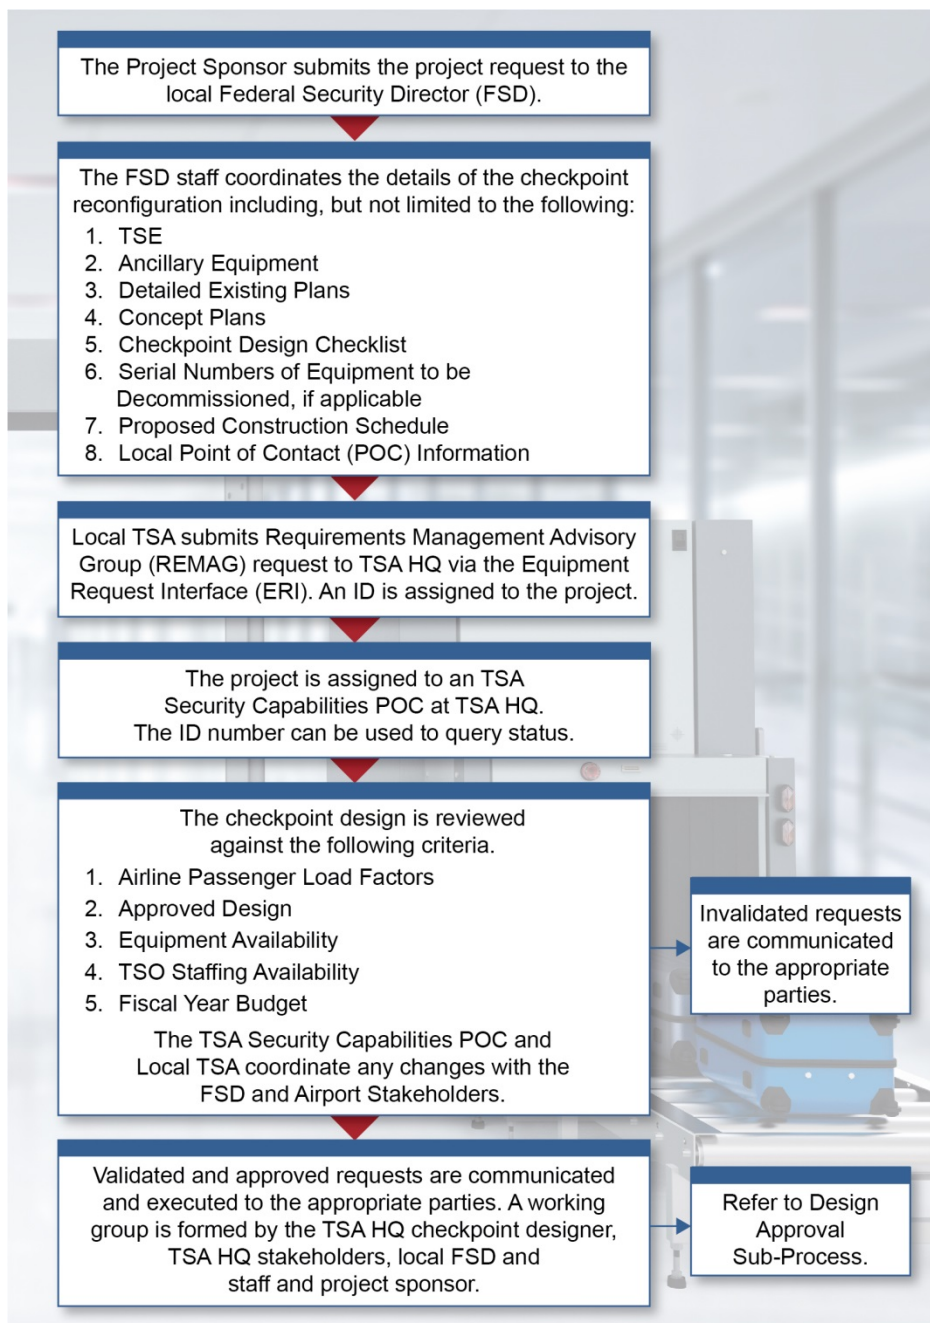 The Project Sponsor submits the project request to the
local Federal Security Director (FSD).
The FSD staff coordinates the details of the checkpoint
reconfiguration including, but not limited to the following:
1. TSE
2. Ancillary Equipment
3. Detailed Existing Plans
4. Concept Plans
5. Checkpoint Design Checklist
6. Serial Numbers of Equipment to be
Decommissioned, if applicable
7. Proposed Construction Schedule
8. Local Point of Contact (POC) Information
Local TSA submits Requirements Management Advisory
Group (REMAG) request to TSA HQ via the Equipment
Request Interface (ERI). An ID is assigned to the project.
The project is assigned to an TSA
Security Capabilities POC at TSA HQ.
The ID number can be used to query status.
The checkpoint design is reviewed
against the following criteria.
1. Airline Passenger Load Factors
2. Approved Design
3. Equipment Availability
4. TSO Staffing Availability
5. Fiscal Year Budget
The TSA Security Capabilities POC and
Local TSA coordinate any changes with the
FSD and Airport Stakeholders.
Invalidated requests
are communicated
to the appropriate
parties.
Validated and approved requests are communicated
and executed to the appropriate parties. A working
group is formed by the TSA HQ checkpoint designer,
TSA HQ stakeholders, local FSD and
staff and project sponsor.
Refer to Design
Approval
Sub-Process.